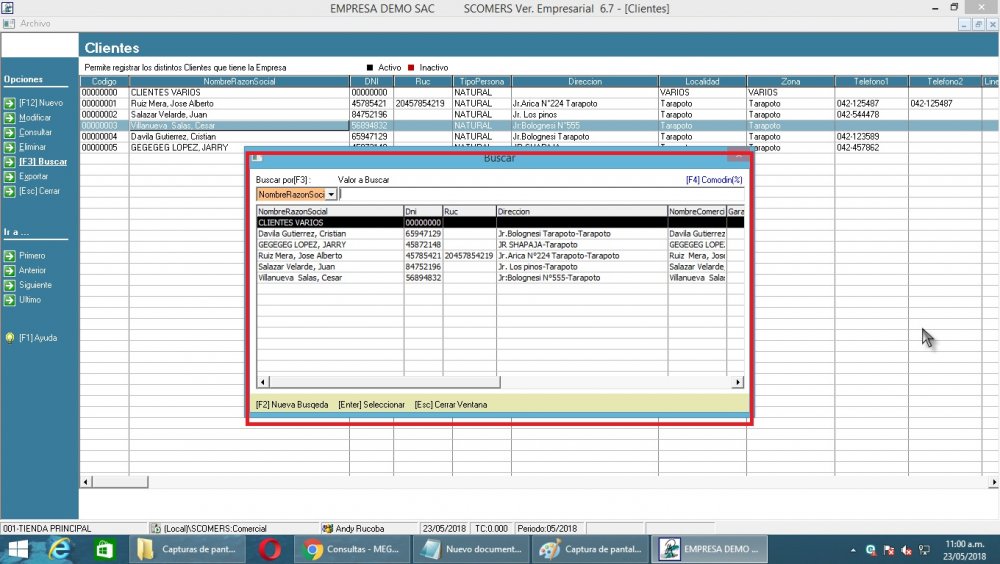 EMPRESA DEMO SAC SCOMERS Ver. Empresarial 6.7 - [Clientes]
Archivo
Clientes
Permite registrar los distintos Clientes que tiene la Empresa Activo Inactivo
Opciones
[F12] Nuevo
Modificar
Consultar
Eliminar
[F3] Buscar
Exportar
[Esc] Cerrar
Ir a ...
Primero
Anterior
Siguiente
Ultimo
[F1] Ayuda
Codigo NombreRazonSocial DNI Ruc TipoPersona Direccion Localidad Zona Telefono1 Telefono2 Line
00000000 CLIENTES VARIOS 00000000 NATURAL VARIOS VARIOS
00000001 Ruiz Mera, Jose Alberto 45785421 20457854219 NATURAL Jr.Arica N°224 Tarapoto Tarapoto Tarapoto 042-125487 042-125487
00000002 Salazar Velarde, Juan 84752196 NATURAL Jr. Los pinos Tarapoto Tarapoto 042-544478
00000003 Villanueva Salas, Cesar 56894832 NATURAL Jr:Bolognesi N°555 Tarapoto Tarapoto
00000004 Davila Gutierrez, Cristian 65947129 NATURAL Jr.Bolognesi Tarapoto Tarapoto Tarapoto 042-123589
00000005 GEGEGEG LOPEZ, JARRY 45872148 NATURAL JR SHAPAJA Tarapoto Tarapoto 042-457862
Buscar
Buscar por[F3] : Valor a Buscar [F4] Comodin(%)
NombreRazonSoci
NombreRazonSocial Dni Ruc Direccion NombreComerci Gara
CLIENTES VARIOS 00000000
Davila Gutierrez, Cristian 65947129 Jr.Bolognesi Tarapoto-Tarapoto Davila Gutierrez
GEGEGEG LOPEZ, JARRY 45872148 JR SHAPAJA-Tarapoto GEGEGEG LOPE
Ruiz Mera, Jose Alberto 45785421 20457854219 Jr.Arica N°224 Tarapoto-Tarapoto Ruiz Mera, Jose
Salazar Velarde, Juan 84752196 Jr. Los pinos-Tarapoto Salazar Velarde
Villanueva Salas, Cesar 56894832 Jr:Bolognesi N°555-Tarapoto Villanueva Salas
[F2] Nueva Busqeda [Enter] Seleccionar [Esc] Cerrar Ventana
001-TIENDA PRINCIPAL (Local)\SCOMERS:Comercial Andy Rucoba 23/05/2018 TC:0.000 Periodo:05/2018
Capturas de pant... Consultas - MEG... Nuevo document... Captura de pantal... EMPRESA DEMO ... 11:00 a.m.
23/05/2018